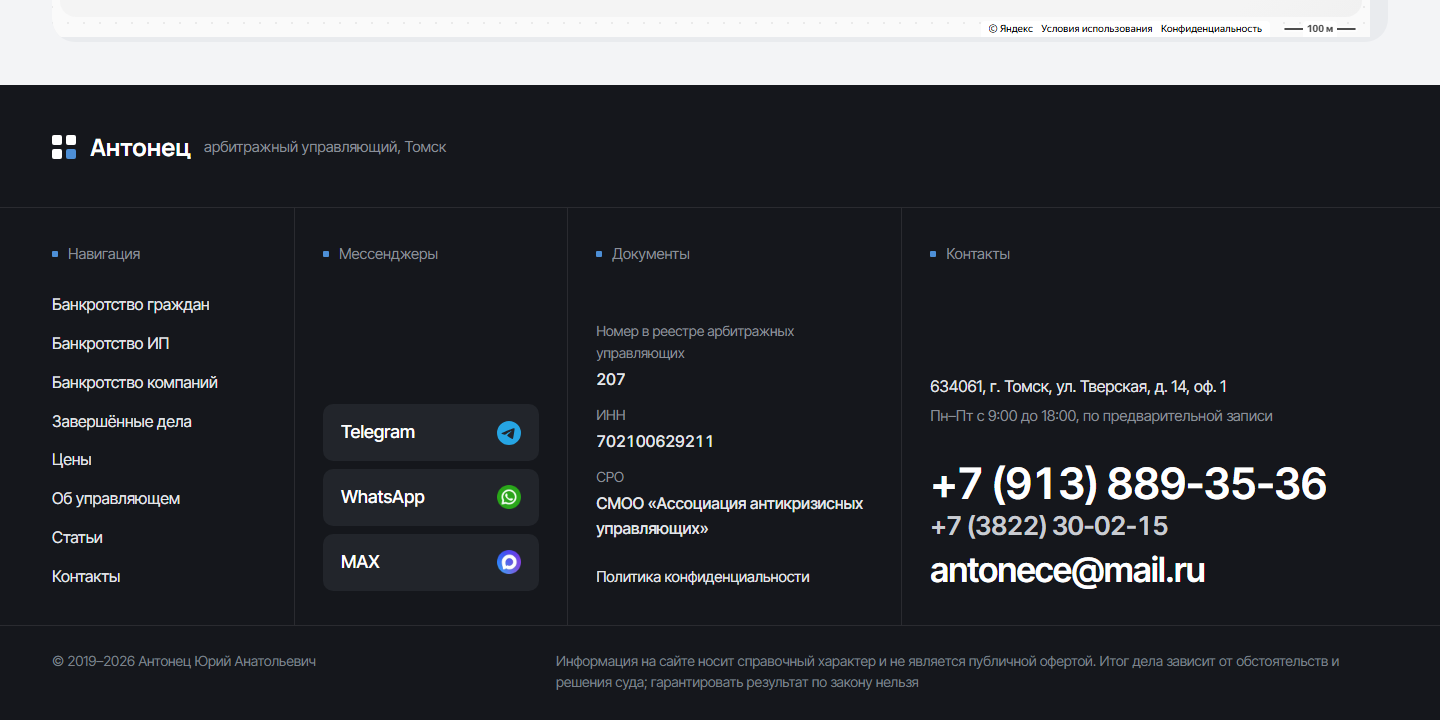 © Яндекс Условия использования Конфиденциальность 100 м
Антонец арбитражный управляющий, Томск
Навигация
Банкротство граждан
Банкротство ИП
Банкротство компаний
Завершённые дела
Цены
Об управляющем
Статьи
Контакты
Мессенджеры
Telegram
WhatsApp
MAX
Документы
Номер в реестре арбитражных
управляющих
207
ИНН
702100629211
СРО
СМОО «Ассоциация антикризисных
управляющих»
Политика конфиденциальности
Контакты
634061, г. Томск, ул. Тверская, д. 14, оф. 1
Пн–Пт с 9:00 до 18:00, по предварительной записи
+7 (913) 889-35-36
+7 (3822) 30-02-15
antonece@mail.ru
© 2019–2026 Антонец Юрий Анатольевич
Информация на сайте носит справочный характер и не является публичной офертой. Итог дела зависит от обстоятельств и
решения суда; гарантировать результат по закону нельзя